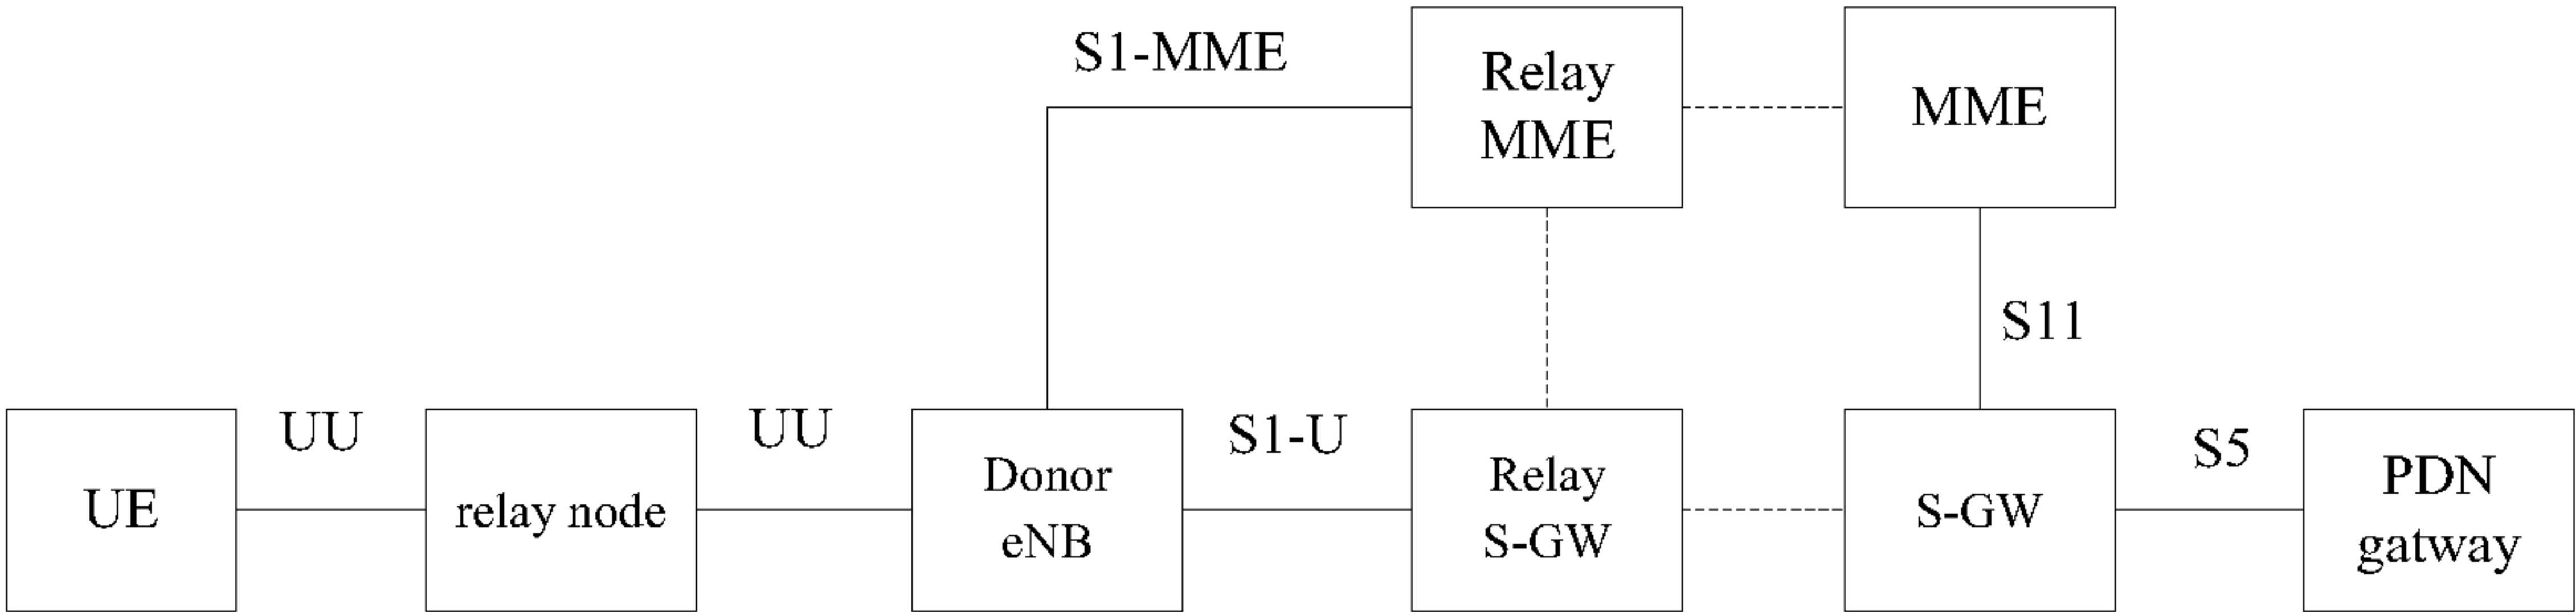 S1-MME
Relay
MME
MME
S11
UE
UU
relay node
UU
Donor
eNB
S1-U
Relay
S-GW
S-GW
S5
PDN
gatway